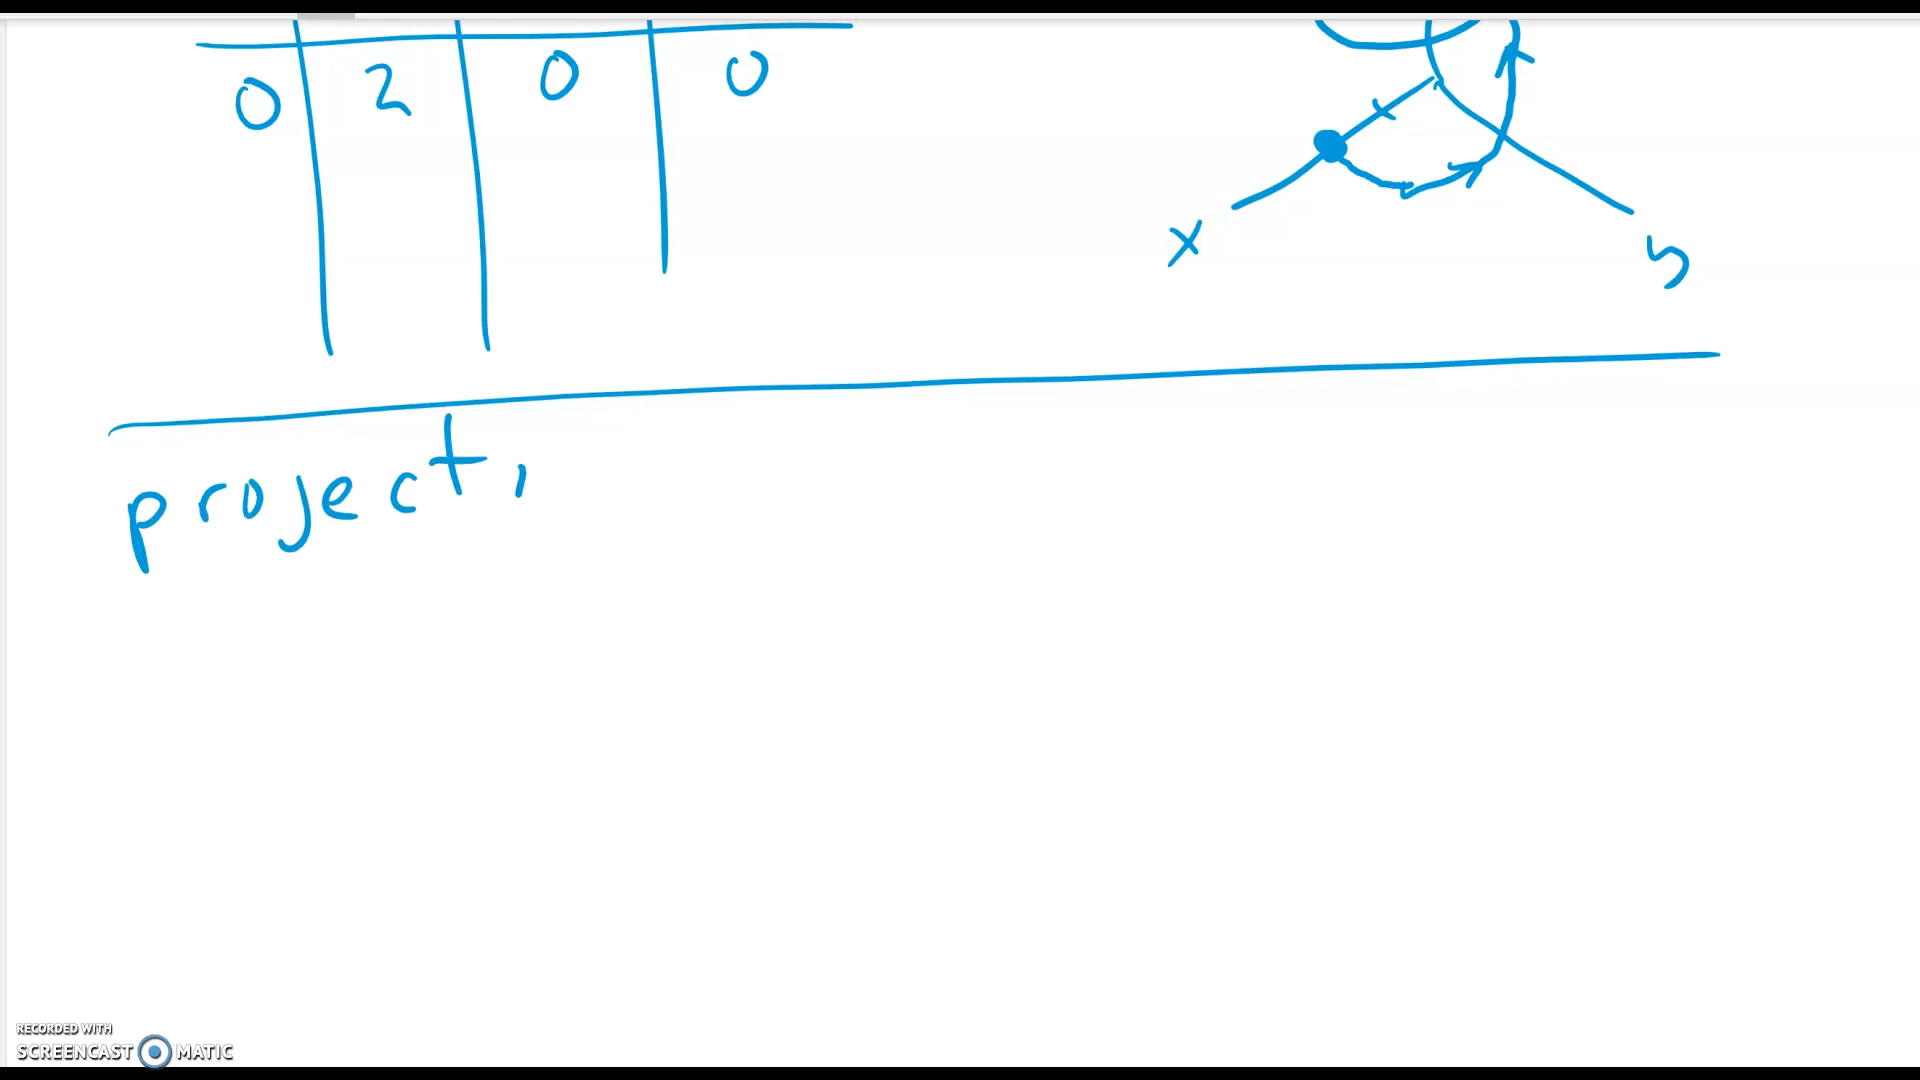 0 2 0 0
x y
project,
RECORDED WITH
SCREENCAST MATIC